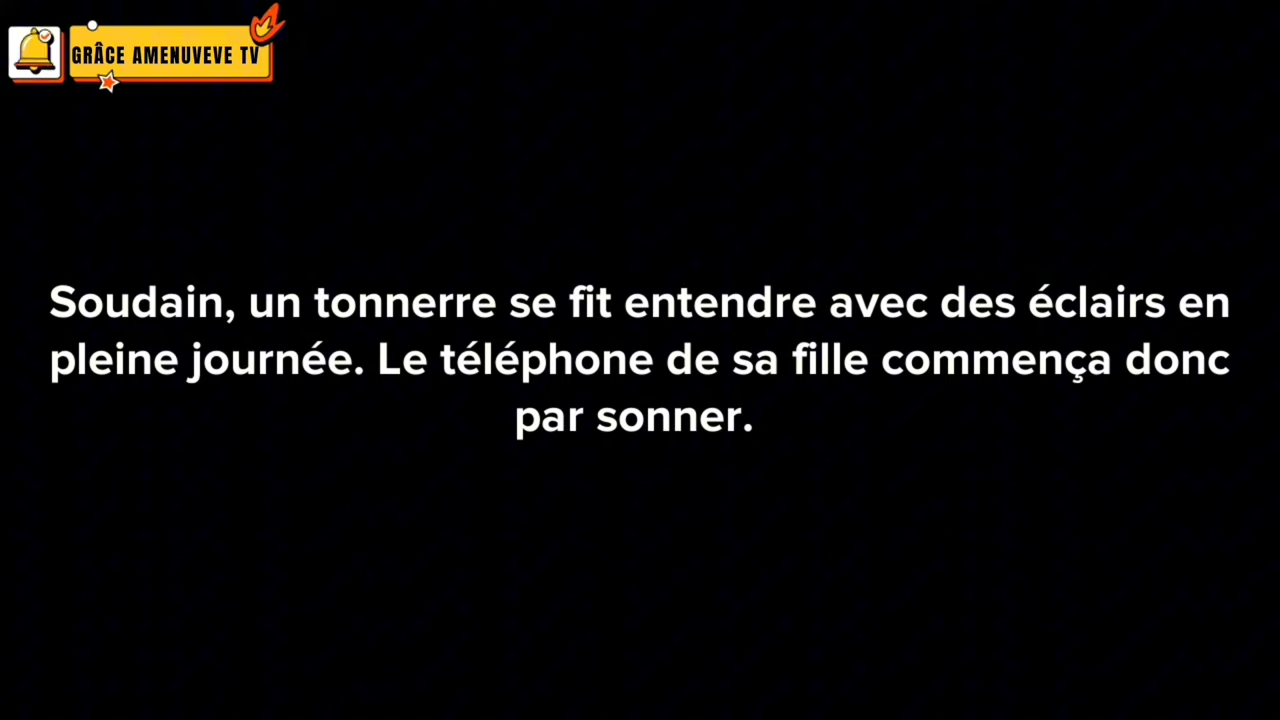 GRÂCE AMENUVEVE TV
Soudain, un tonnerre se fit entendre avec des éclairs en
pleine journée. Le téléphone de sa fille commença donc
par sonner.